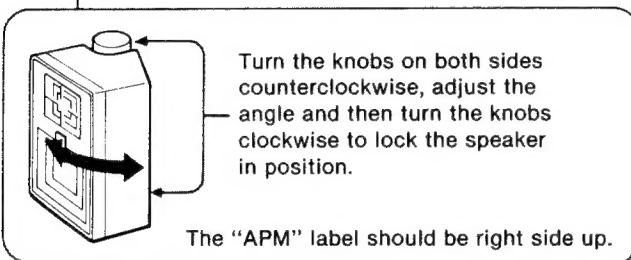 Turn the knobs on both sides
counterclockwise, adjust the
angle and then turn the knobs
clockwise to lock the speaker
in position.
The “APM” label should be right side up.